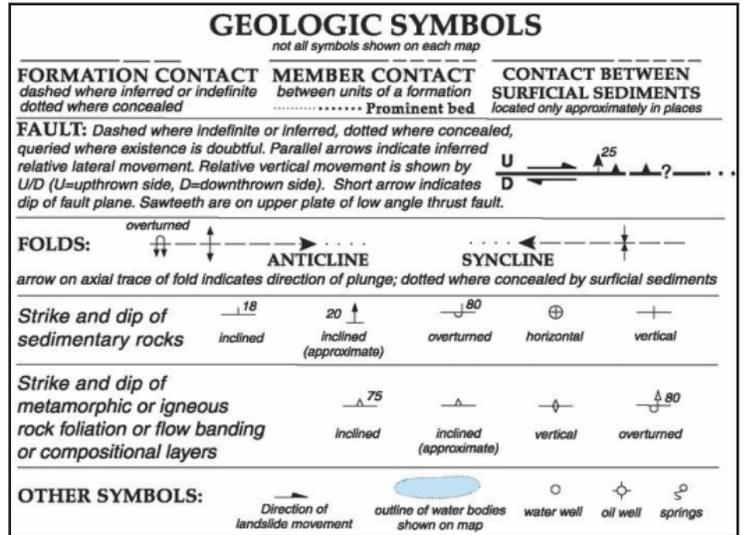 GEOLOGIC SYMBOLS
not all symbols shown on each map
FORMATION CONTACT
dashed where inferred or indefinite
dotted where concealed
MEMBER CONTACT
between units of a formation
Prominent bed
CONTACT BETWEEN
SURFICIAL SEDIMENTS
located only approximately in places
FAULT: Dashed where indefinite or inferred, dotted where concealed,
queried where existence is doubtful. Parallel arrows indicate inferred
relative lateral movement. Relative vertical movement is shown by
U/D (U=upthrown side, D=downthrown side). Short arrow indicates
dip of fault plane. Sawteeth are on upper plate of low angle thrust fault.
U
D
25
?
FOLDS:
overturned
ANTICLINE
SYNCLINE
arrow on axial trace of fold indicates direction of plunge; dotted where concealed by surficial sediments
Strike and dip of
sedimentary rocks
18
inclined
20
inclined
(approximate)
80
overturned
horizontal
vertical
Strike and dip of
metamorphic or igneous
rock foliation or flow banding
or compositional layers
75
inclined
inclined
(approximate)
vertical
80
overturned
OTHER SYMBOLS:
Direction of
landslide movement
outline of water bodies
shown on map
water well
oil well
springs